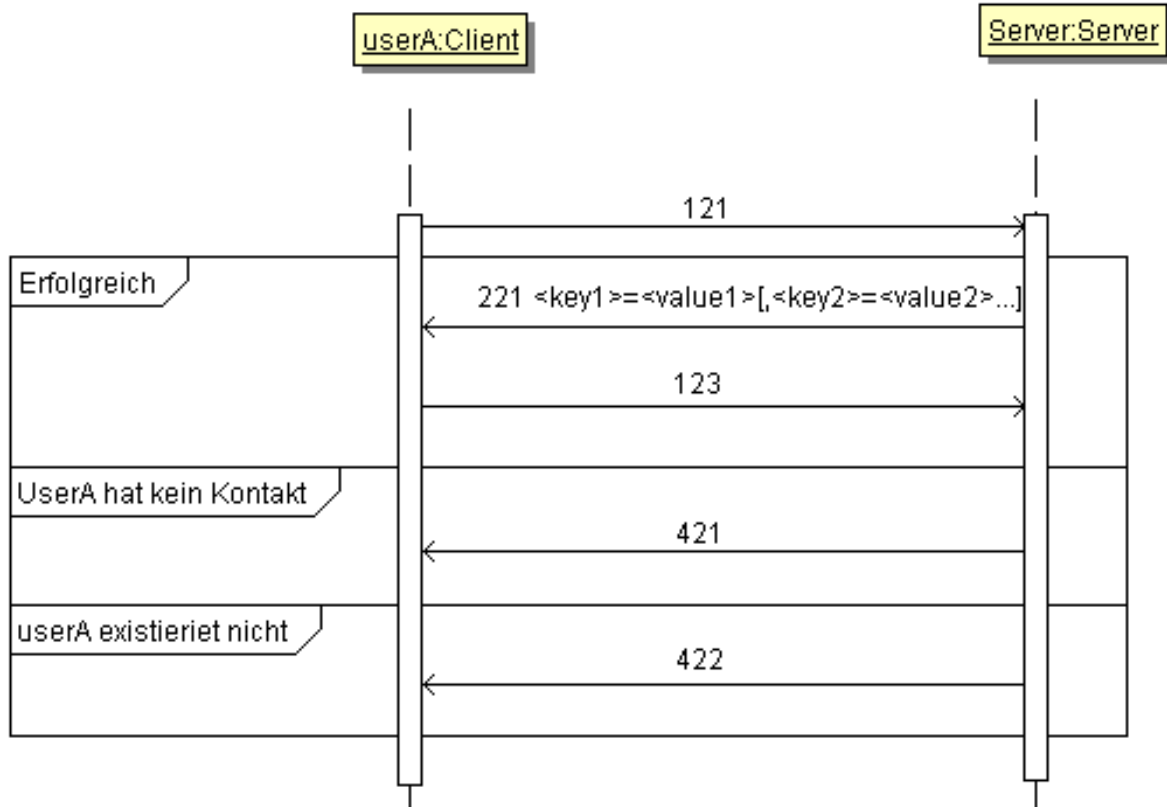 userA:Client
Server:Server
121
Erfolgreich
221 <key1>=<value1>[,<key2>=<value2>...]
123
UserA hat kein Kontakt
421
userA existieriet nicht
422